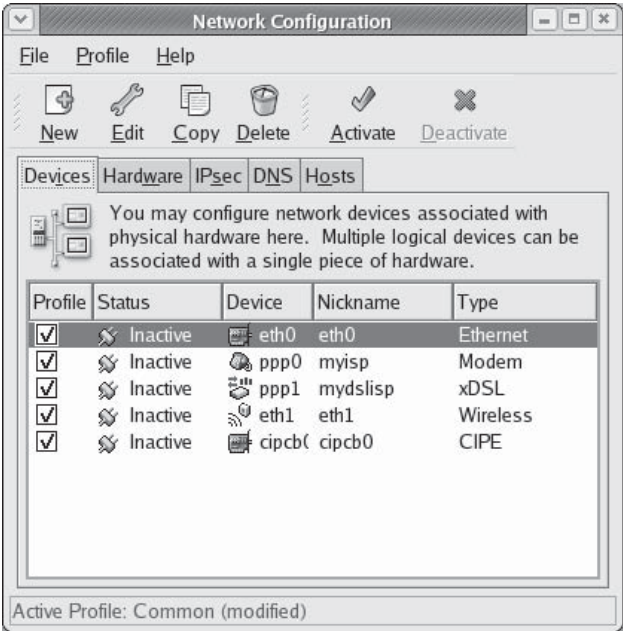 Network Configuration
File Profile Help
New Edit Copy Delete Activate Deactivate
Devices Hardware IPsec DNS Hosts
You may configure network devices associated with
physical hardware here. Multiple logical devices can be
associated with a single piece of hardware.
Profile Status Device Nickname Type
Inactive eth0 eth0 Ethernet
Inactive ppp0 myisp Modem
Inactive ppp1 mydslisp xDSL
Inactive eth1 eth1 Wireless
Inactive cipcb( cipcb0 CIPE
Active Profile: Common (modified)